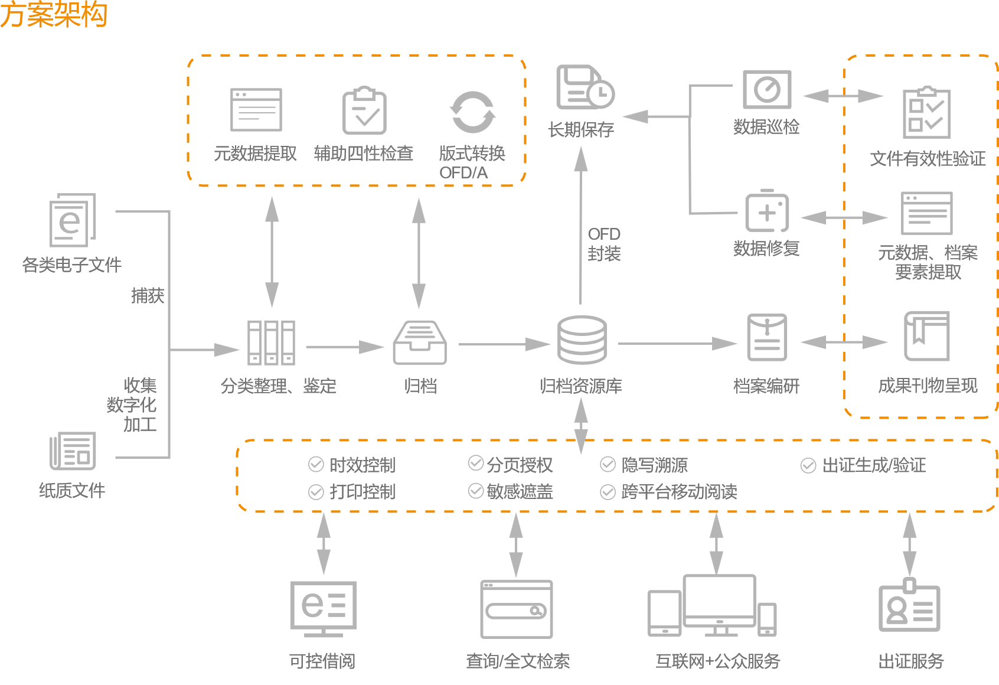 方案架构
元数据提取
辅助四性检查
版式转换
OFD/A
长期保存
数据巡检
文件有效性验证
各类电子文件
捕获
OFD
封装
数据修复
元数据、档案
要素提取
收集
数字化
加工
分类整理、鉴定
归档
归档资源库
档案编研
成果刊物呈现
纸质文件
时效控制
分页授权
隐写溯源
出证生成/验证
打印控制
敏感遮盖
跨平台移动阅读
可控借阅
查询/全文检索
互联网+公众服务
出证服务